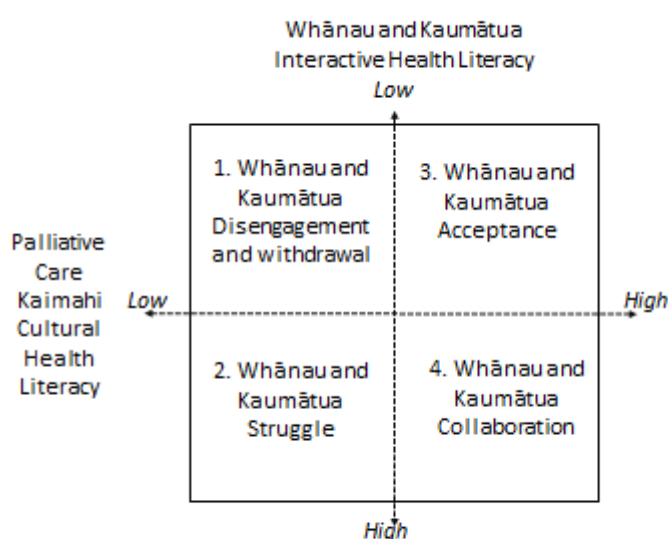 Whānau and Kaumātua
Interactive Health Literacy
Low
1. Whānau and
Kaumātua
Disengagement
and withdrawal
3. Whānau and
Kaumātua
Acceptance
Palliative
Care
Kaimahi
Cultural
Health
Literacy
Low
High
2. Whānau and
Kaumātua
Struggle
4. Whānau and
Kaumātua
Collaboration
High